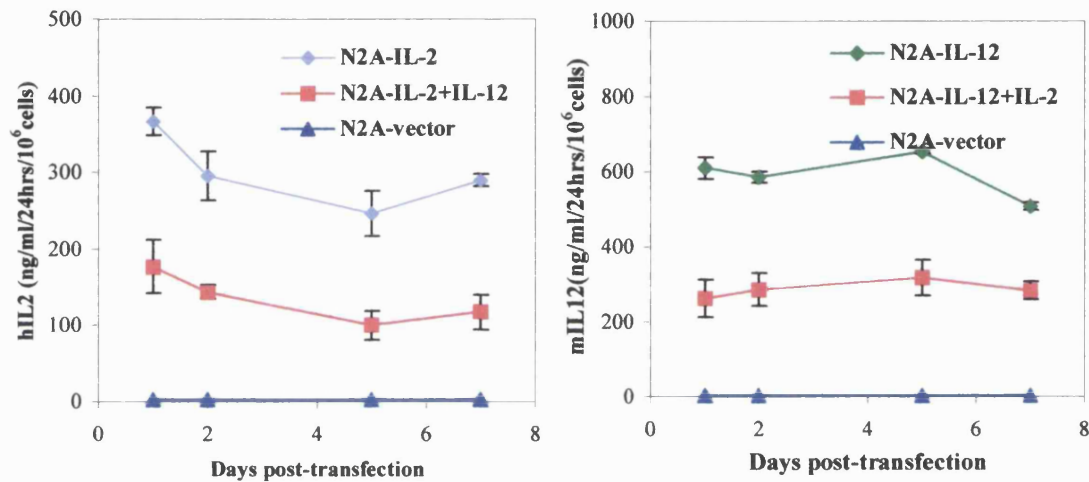 500
400
300
200
100
0
hIL2 (ng/ml/24hrs/10⁶cells)
N2A-IL-2
N2A-IL-2+IL-12
N2A-vector
0 2 4 6 8
Days post-transfection
1000
800
600
400
200
0
mIL12(ng/ml/24hrs/10⁶cells)
N2A-IL-12
N2A-IL-12+IL-2
N2A-vector
0 2 4 6 8
Days post-transfection